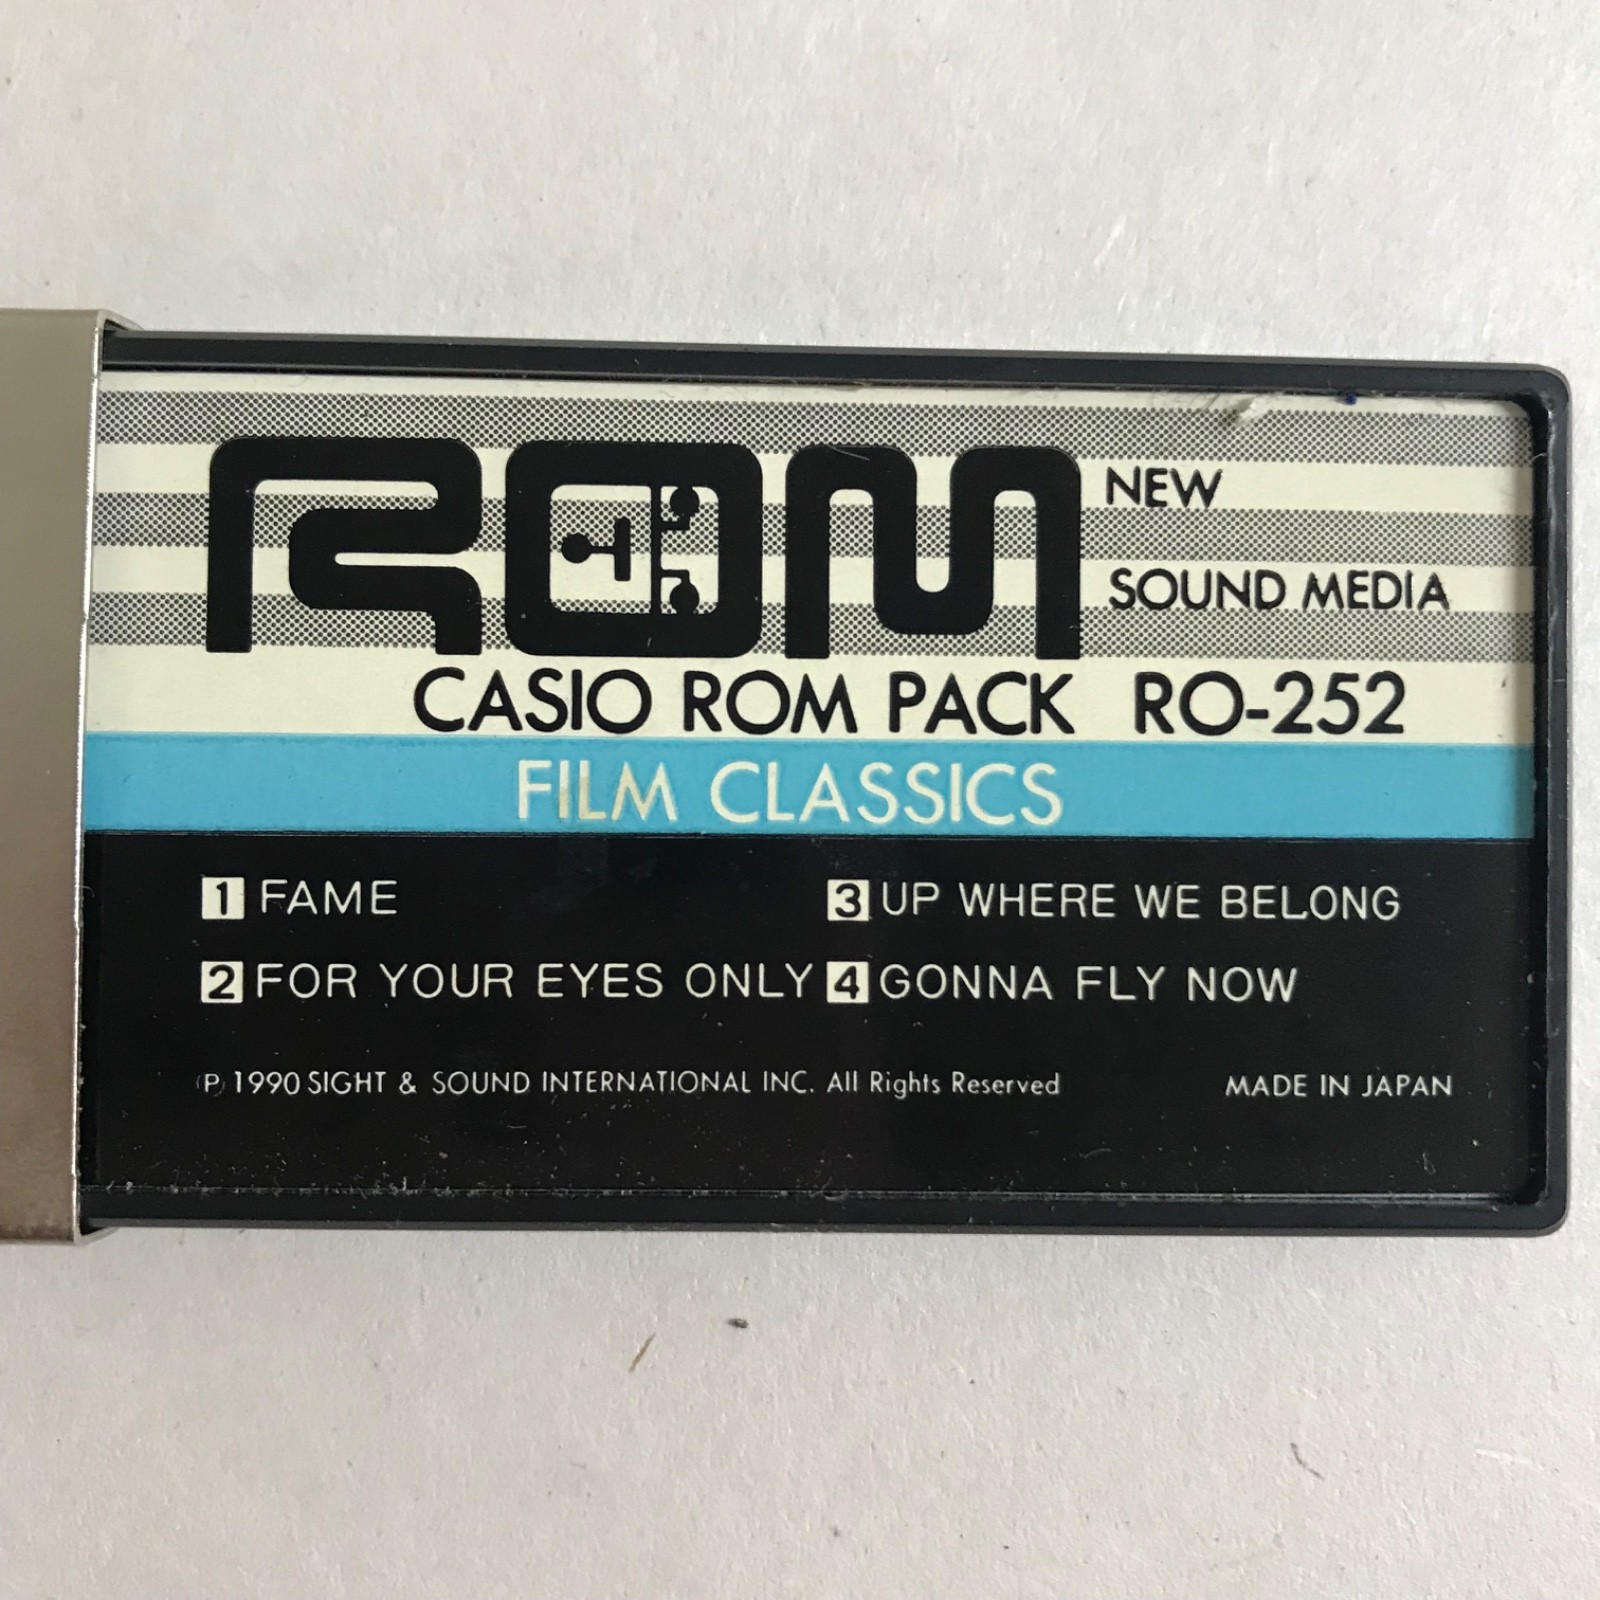 ROM NEW
SOUND MEDIA
CASIO ROM PACK RO-252
FILM CLASSICS
1 FAME
2 FOR YOUR EYES ONLY
3 UP WHERE WE BELONG
4 GONNA FLY NOW
℗ 1990 SIGHT & SOUND INTERNATIONAL INC. All Rights Reserved MADE IN JAPAN